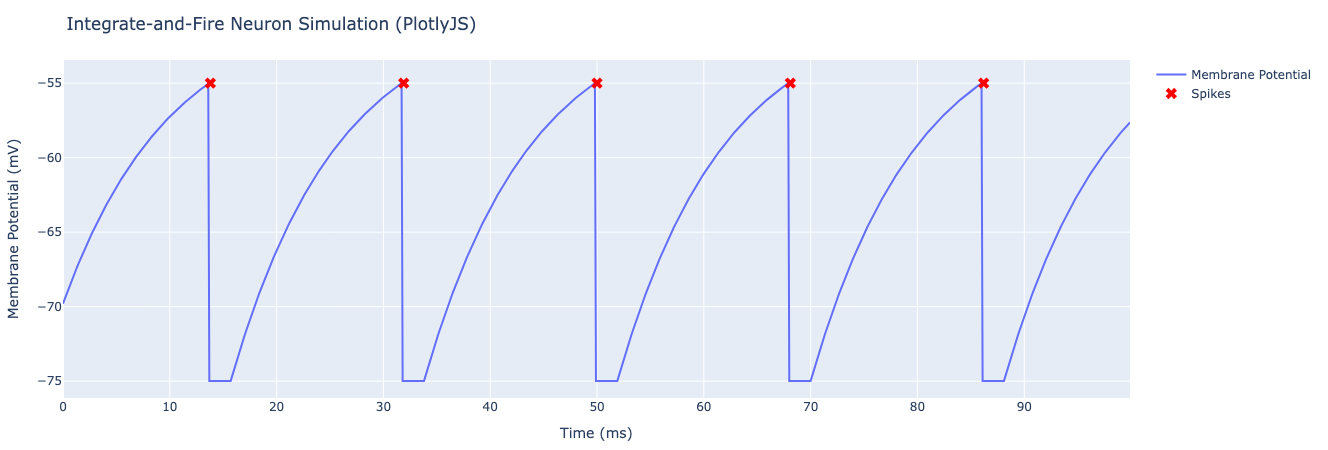 Integrate-and-Fire Neuron Simulation (PlotlyJS)
Membrane Potential (mV)
−55
−60
−65
−70
−75
0 10 20 30 40 50 60 70 80 90
Time (ms)
Membrane Potential
Spikes